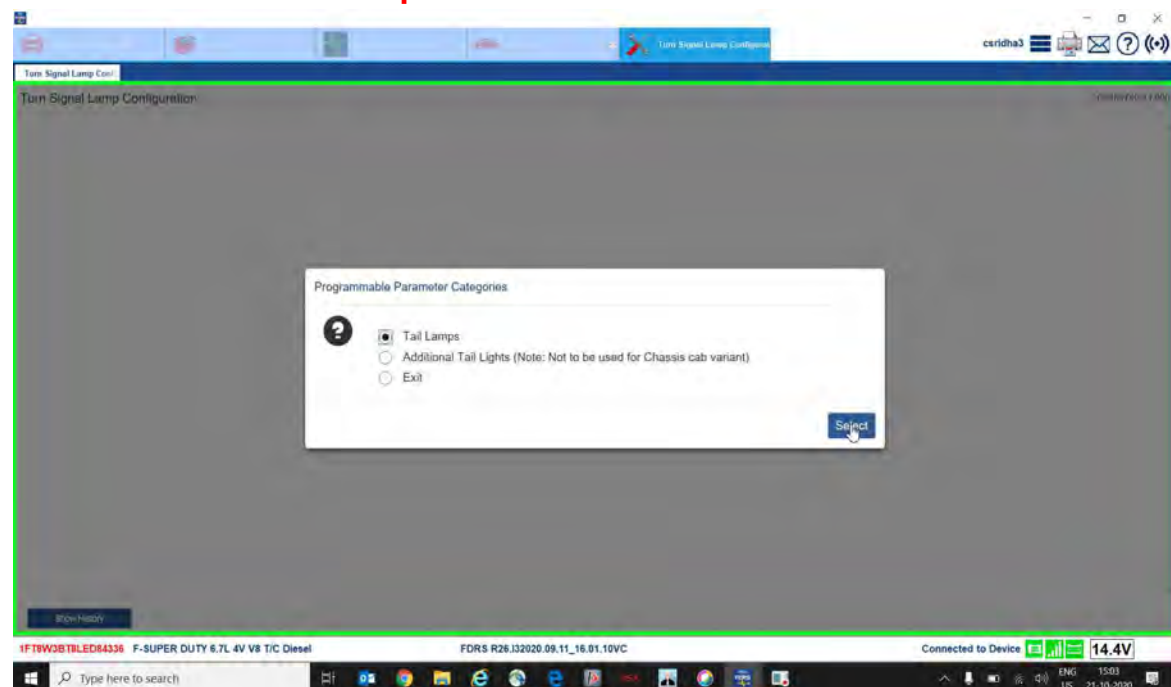 Turn Signal Lamp Configurat
csridha3
Turn Signal Lamp Conf
Turn Signal Lamp Configuration
Programmable Parameter Categories
Tail Lamps
Additional Tail Lights (Note: Not to be used for Chassis cab variant)
Exit
Select
Show History
1FT8W3BT8LED84336 F-SUPER DUTY 6.7L 4V V8 T/C Diesel
FDRS R26.I32020.09.11_16.01.10VC
Connected to Device
14.4V
Type here to search
ENG
US
15:03
21-10-2020